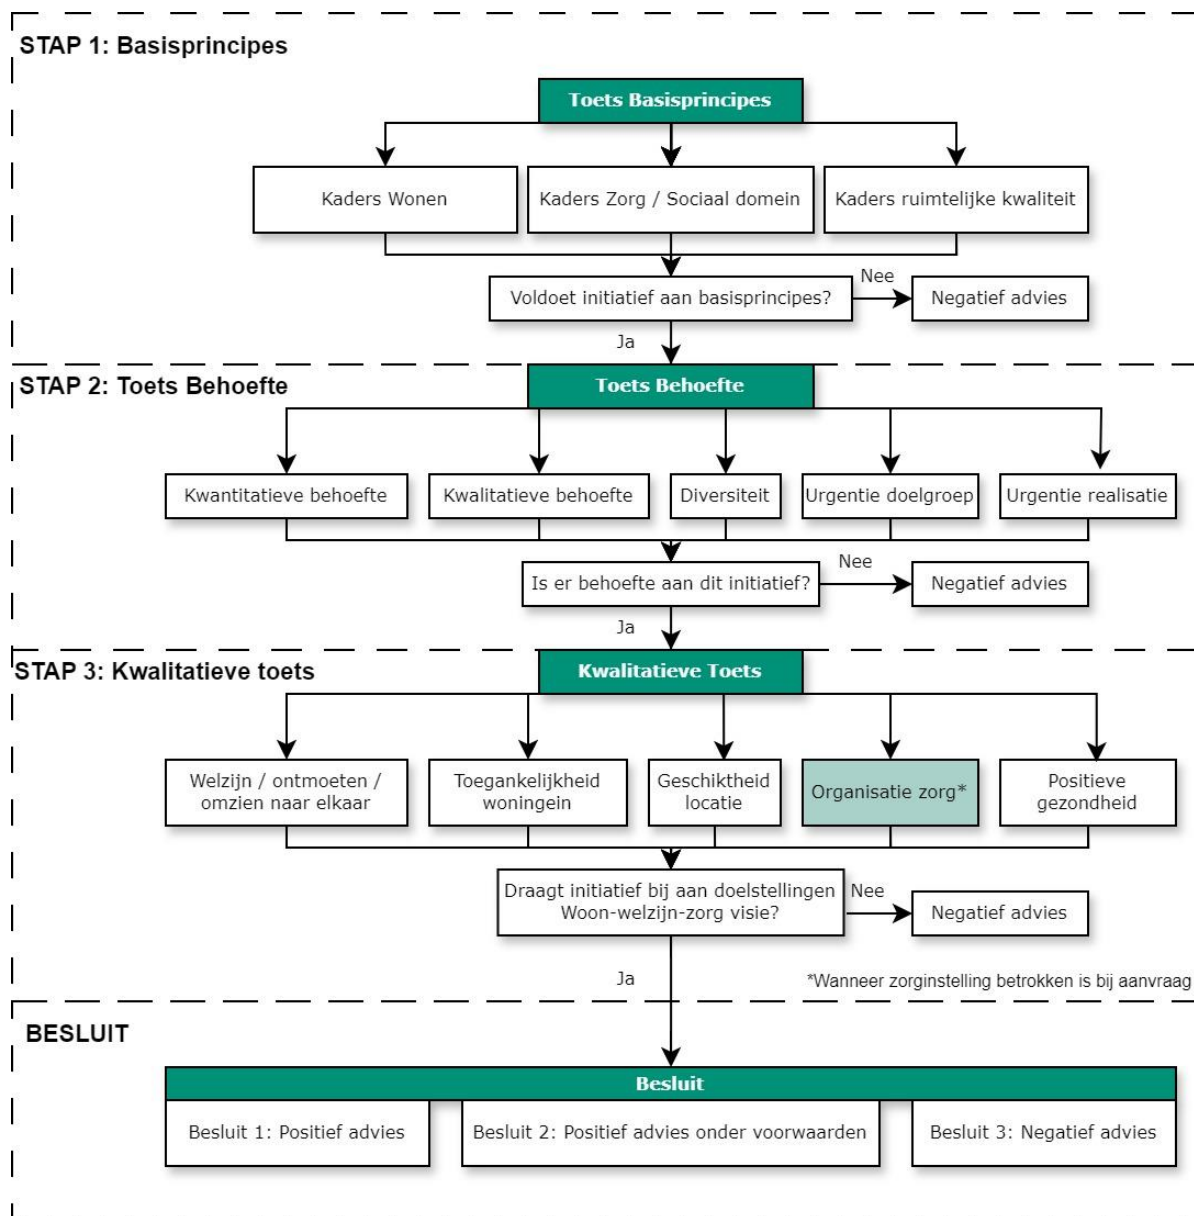 STAP 1: Basisprincipes
Toets Basisprincipes
Kaders Wonen
Kaders Zorg / Sociaal domein
Kaders ruimtelijke kwaliteit
Voldoet initiatief aan basisprincipes?
Nee
Negatief advies
Ja
STAP 2: Toets Behoefte
Toets Behoefte
Kwantitatieve behoefte
Kwalitatieve behoefte
Diversiteit
Urgentie doelgroep
Urgentie realisatie
Is er behoefte aan dit initiatief?
Nee
Negatief advies
Ja
STAP 3: Kwalitatieve toets
Kwalitatieve Toets
Welzijn / ontmoeten /
omzien naar elkaar
Toegankelijkheid
woningein
Geschiktheid
locatie
Organisatie zorg*
Positieve
gezondheid
Draagt initiatief bij aan doelstellingen
Woon-welzijn-zorg visie?
Nee
Negatief advies
Ja
*Wanneer zorginstelling betrokken is bij aanvraag
BESLUIT
Besluit
Besluit 1: Positief advies
Besluit 2: Positief advies onder voorwaarden
Besluit 3: Negatief advies